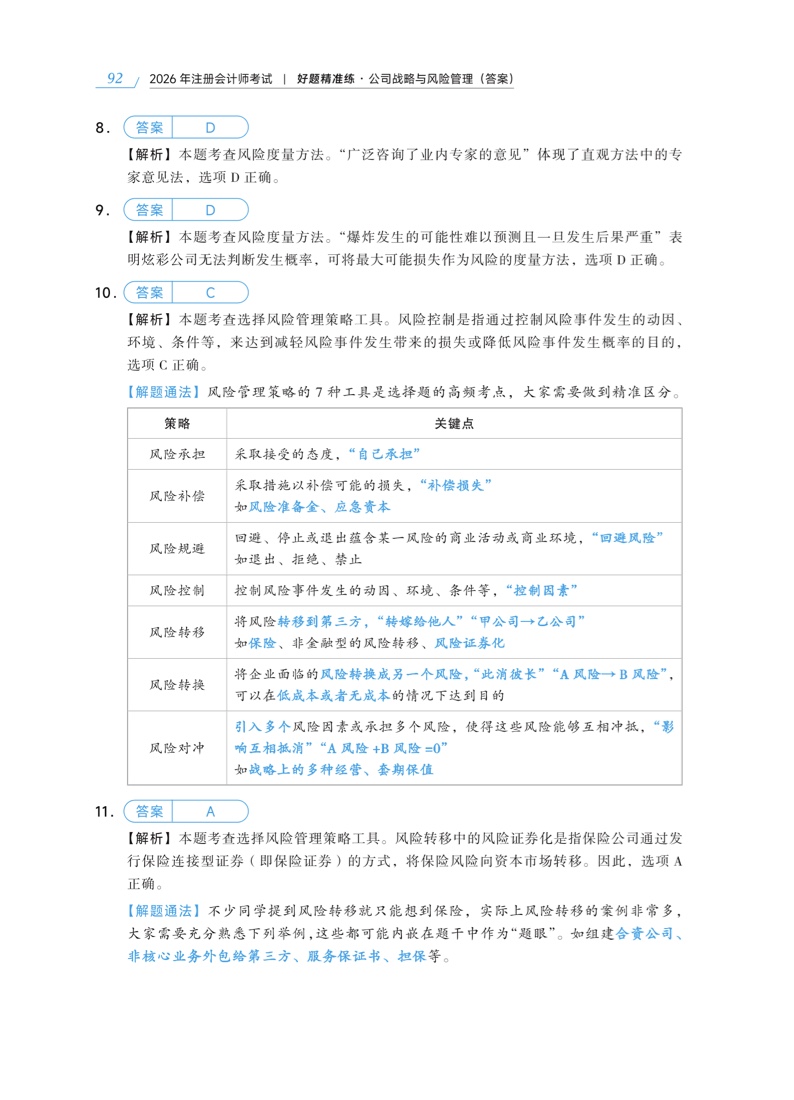 92 2026 年注册会计师考试 | 好题精准练·公司战略与风险管理（答案）
8. 答案 D
【解析】本题考查风险度量方法。“广泛咨询了业内专家的意见”体现了直观方法中的专
家意见法，选项 D 正确。
9. 答案 D
【解析】本题考查风险度量方法。“爆炸发生的可能性难以预测且一旦发生后果严重”表
明炫彩公司无法判断发生概率，可将最大可能损失作为风险的度量方法，选项 D 正确。
10. 答案 C
【解析】本题考查选择风险管理策略工具。风险控制是指通过控制风险事件发生的动因、
环境、条件等，来达到减轻风险事件发生带来的损失或降低风险事件发生概率的目的，
选项 C 正确。
【解题通法】风险管理策略的 7 种工具是选择题的高频考点，大家需要做到精准区分。
策略 关键点
风险承担 采取接受的态度，“自己承担”
风险补偿 采取措施以补偿可能的损失，“补偿损失”
如风险准备金、应急资本
风险规避 回避、停止或退出蕴含某一风险的商业活动或商业环境，“回避风险”
如退出、拒绝、禁止
风险控制 控制风险事件发生的动因、环境、条件等，“控制因素”
风险转移 将风险转移到第三方，“转嫁给他人”“甲公司→乙公司”
如保险、非金融型的风险转移、风险证券化
风险转换 将企业面临的风险转换成另一个风险，“此消彼长”“A 风险→ B 风险”，
可以在低成本或者无成本的情况下达到目的
风险对冲 引入多个风险因素或承担多个风险，使得这些风险能够互相冲抵，“影
响互相抵消”“A 风险 +B 风险 =0”
如战略上的多种经营、套期保值
11. 答案 A
【解析】本题考查选择风险管理策略工具。风险转移中的风险证券化是指保险公司通过发
行保险连接型证券（即保险证券）的方式，将保险风险向资本市场转移。因此，选项 A
正确。
【解题通法】不少同学提到风险转移就只能想到保险，实际上风险转移的案例非常多，
大家需要充分熟悉下列举例，这些都可能内嵌在题干中作为“题眼”。如组建合资公司、
非核心业务外包给第三方、服务保证书、担保等。